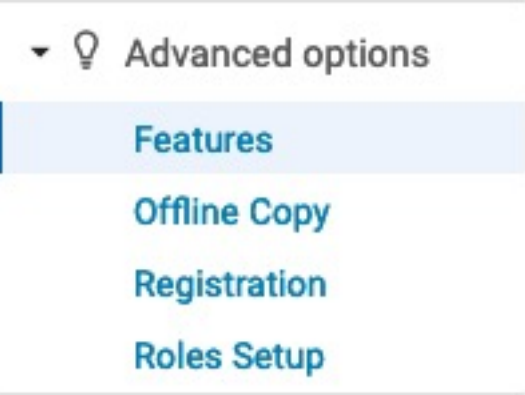 Advanced options
Features
Offline Copy
Registration
Roles Setup